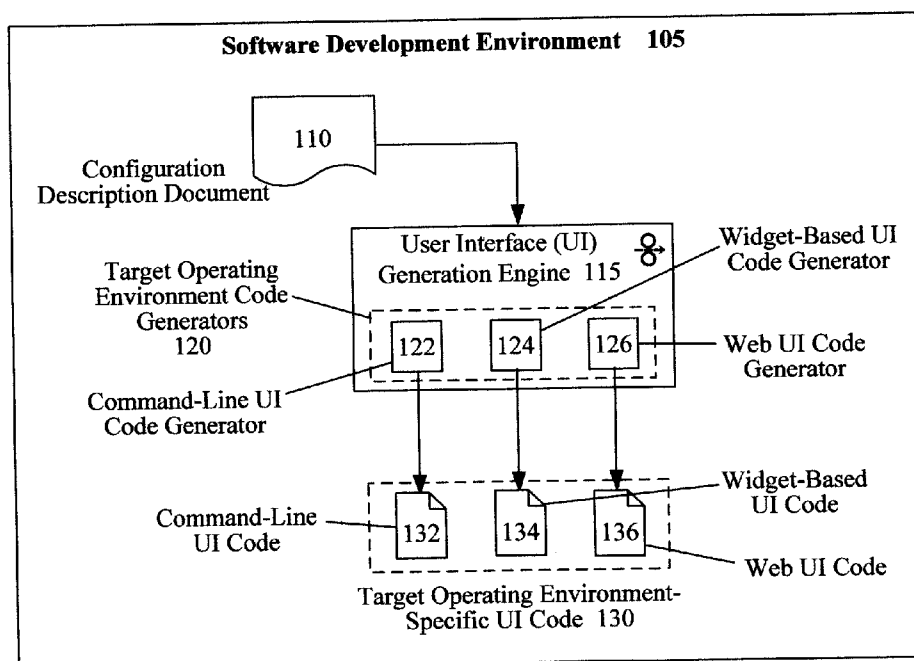 Software Development Environment 105
110
Configuration
Description Document
User Interface (UI)
Generation Engine 115
Widget-Based UI
Code Generator
Target Operating
Environment Code
Generators
120
122
124
126
Web UI Code
Generator
Command-Line UI
Code Generator
Command-Line
UI Code
132
134
136
Widget-Based
UI Code
Web UI Code
Target Operating Environment-
Specific UI Code 130